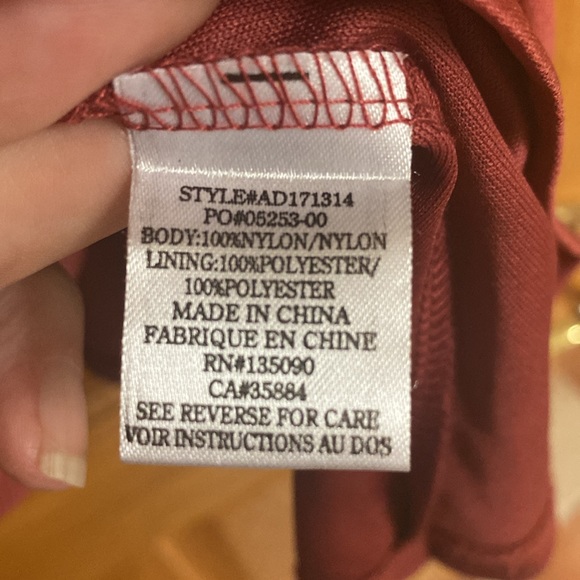 STYLE#AD171314
PO#05253-00
BODY:100%NYLON/NYLON
LINING:100%POLYESTER/
100%POLYESTER
MADE IN CHINA
FABRIQUE EN CHINE
RN#135090
CA#35884
SEE REVERSE FOR CARE
VOIR INSTRUCTIONS AU DOS